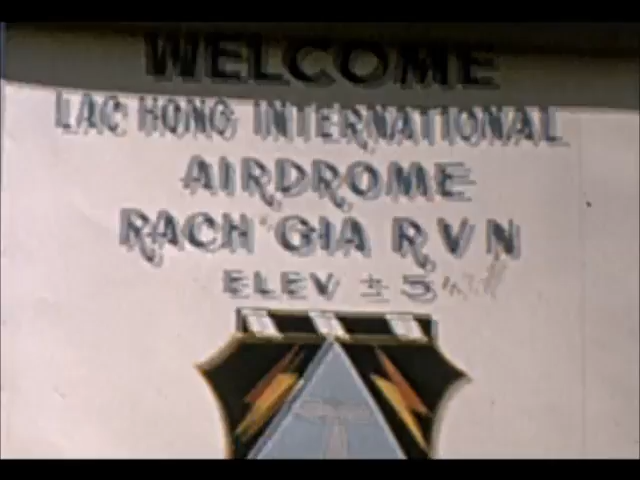 WELCOME
LAC HONG INTERNATIONAL
AIRDROME
RACH GIA RVN
ELEV ± 5